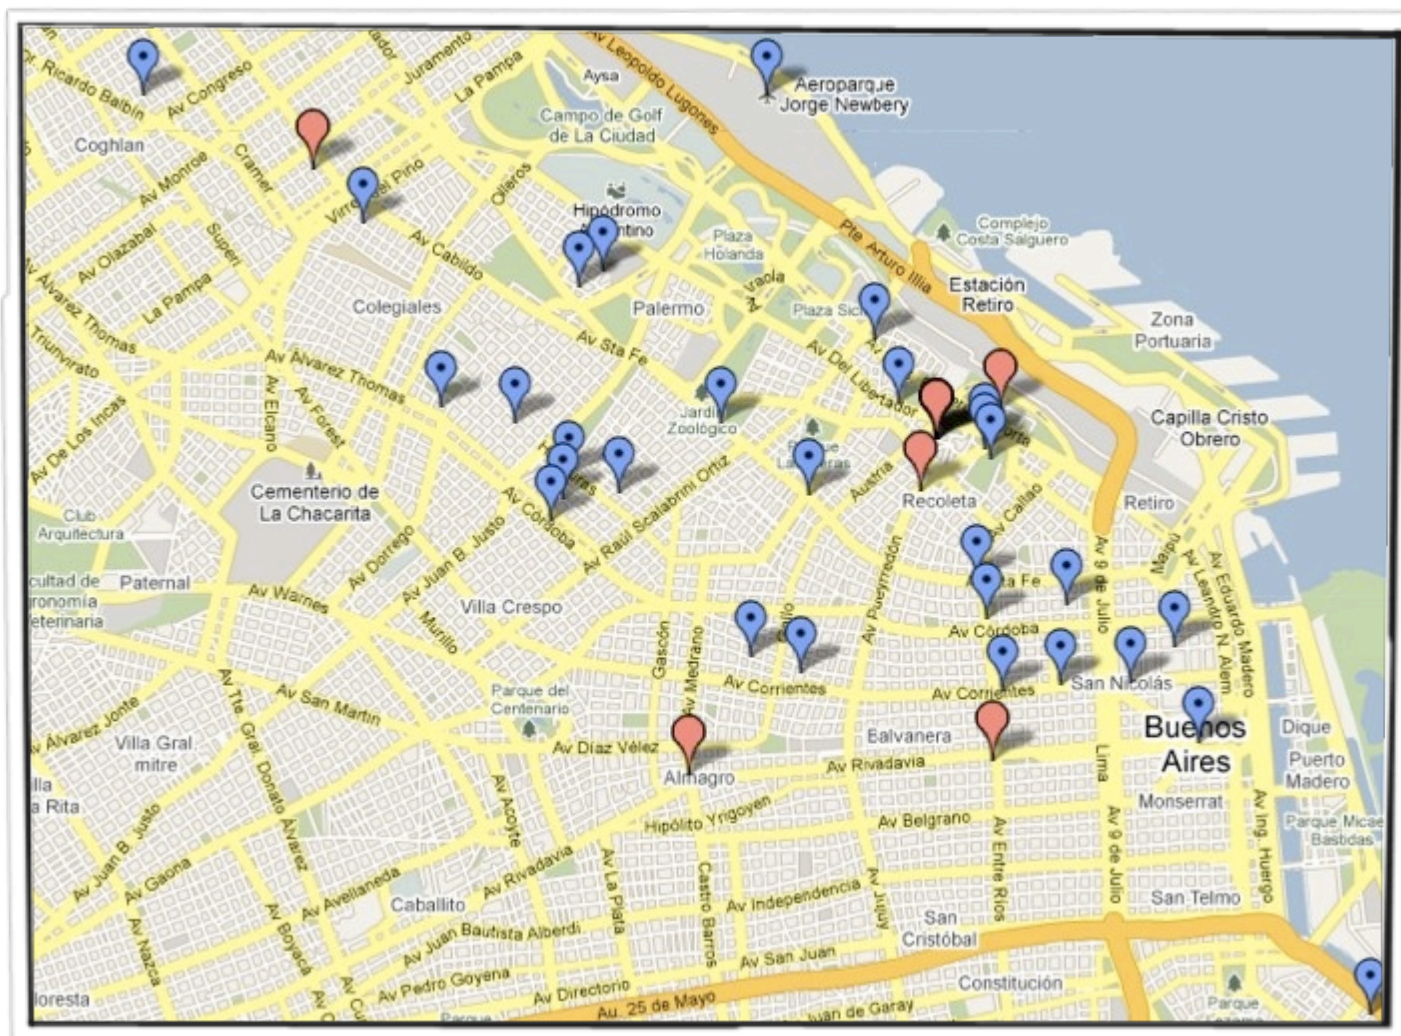 Dr. Ricardo Balbín
Av Congreso
Juramento
La Pampa
Aysa
Av Leopoldo Lugones
Aeroparque
Jorge Newbery
Campo de Golf
de La Ciudad
Coghlan
Av Monroe
Cramer
Virrey del Pino
Olleros
Hipódromo
Argentino
Plaza
Holanda
Pte. Arturo Illia
Complejo
Costa Salguero
Av Olazabal
Superi
La Pampa
Av Cabildo
Estación
Retiro
Zona
Portuaria
Colegiales
Palermo
Av Álvarez Thomas
Triunvirato
Av Sta Fe
Av Del Libertador
Av Álvarez Thomas
Av Elcano
Av Forest
Av De Los Incas
Jardín
Zoológico
Capilla Cristo
Obrero
Austria
Recoleta
Retiro
Av Callao
Cementerio de
La Chacarita
Av Córdoba
Av Raúl Scalabrini Ortiz
Club
Arquitectura
Av Dorrego
Av Juan B. Justo
Av Pueyrredón
Av 9 de Julio
Maipú
Av Leandro N. Alem
Av Eduardo Madero
Paternal
Av Warnes
Villa Crespo
Murillo
Av Córdoba
Gascón
Av Medrano
Av San Martin
Av Tte. Gral. Donato Álvarez
Parque del
Centenario
Av Corrientes
Av Corrientes
San Nicolás
Av Álvarez Jonte
Villa Gral.
mitre
Av Díaz Vélez
Almagro
Balvanera
Av Rivadavia
Lima
Buenos
Aires
Dique
Puerto
Madero
Av Acoyte
Hipólito Yrigoyen
Av Belgrano
Monserrat
Av Juan B. Justo
Av Gaona
Av Avellaneda
Av Rivadavia
Av La Plata
Castro Barros
Av Independencia
Av Jujuy
Av Entre Ríos
Av 9 de Julio
Av Ing. Huergo
San Telmo
Caballito
Av Nazca
Av Boyacá
Av Juan Bautista Alberdi
San
Cristóbal
Av San Juan
Av Pedro Goyena
Av Directorio
Au. 25 de Mayo
Constitución
Parque